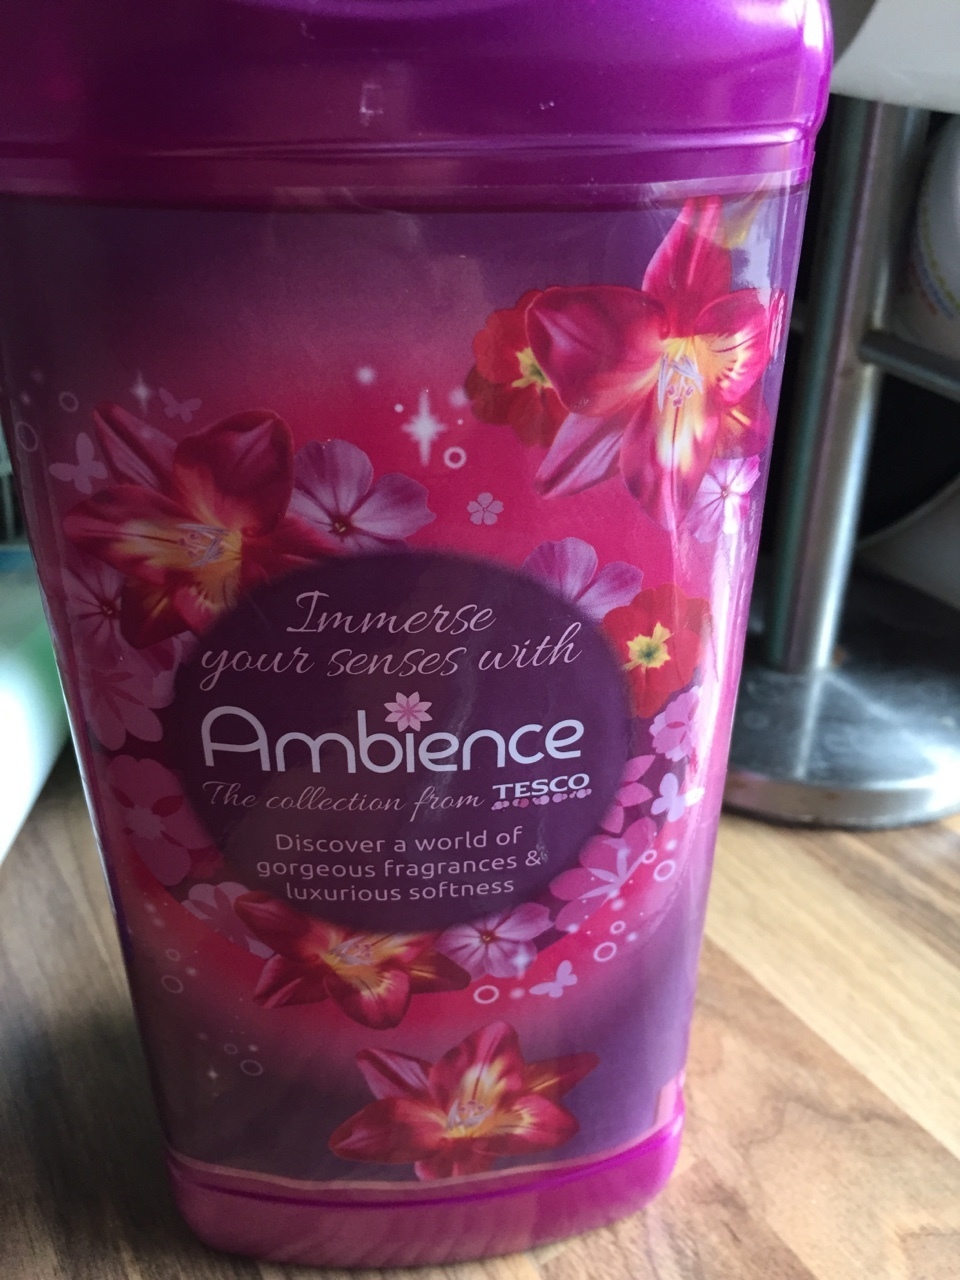 Immerse
your senses with
Ambience
The collection from TESCO
Discover a world of
gorgeous fragrances &
luxurious softness